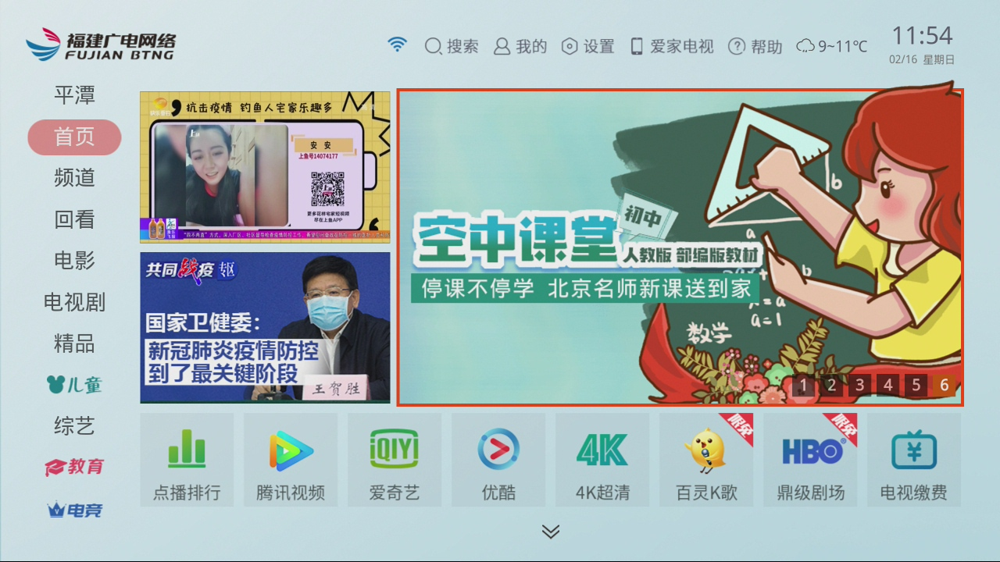 福建广电网络
FUJIAN BTNG
搜索 我的 设置 爱家电视 帮助 9~11℃
11:54
02/16 星期日
平潭
首页
频道
回看
电影
电视剧
精品
儿童
综艺
教育
电竞
抗击疫情 钓鱼人宅家乐趣多
安 安
上鱼号14074177
更多花样宅家短视频
尽在上鱼APP
共同战疫
国家卫健委：
新冠肺炎疫情防控
到了最关键阶段
王贺胜
初中
空中课堂 人教版 部编版教材
停课不停学 北京名师新课送到家
a
b
b
a=1
数学
1 2 3 4 5 6
点播排行
腾讯视频
iQIYI
爱奇艺
优酷
4K
4K超清
限免
百灵K歌
限免
HBO
鼎级剧场
¥
电视缴费